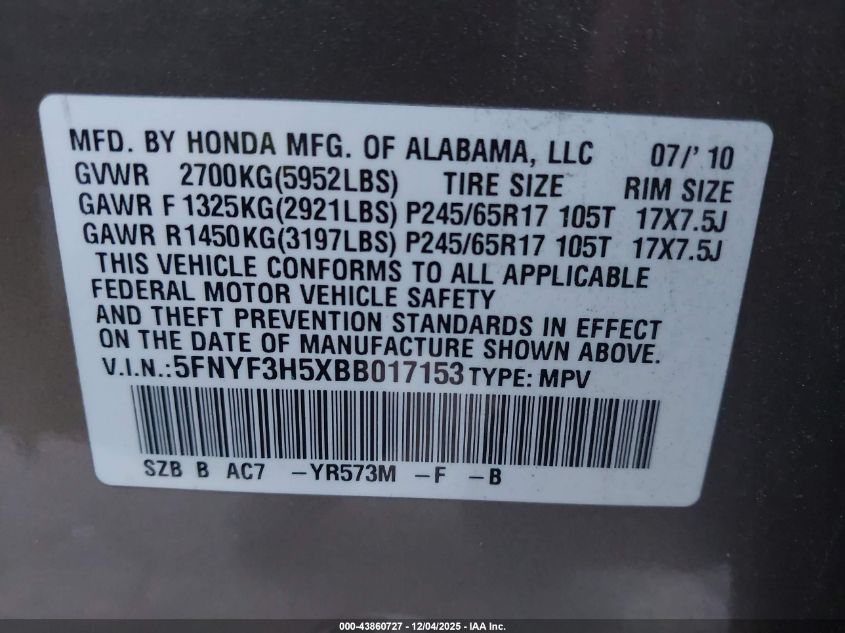 MFD. BY HONDA MFG. OF ALABAMA, LLC 07/' 10
GVWR 2700KG(5952LBS) TIRE SIZE RIM SIZE
GAWR F 1325KG(2921LBS) P245/65R17 105T 17X7.5J
GAWR R1450KG(3197LBS) P245/65R17 105T 17X7.5J
THIS VEHICLE CONFORMS TO ALL APPLICABLE
FEDERAL MOTOR VEHICLE SAFETY
AND THEFT PREVENTION STANDARDS IN EFFECT
ON THE DATE OF MANUFACTURE SHOWN ABOVE.
V.I.N.:5FNYF3H5XBB017153 TYPE: MPV
SZB B AC7 –YR573M –F –B
000-43860727 - 12/04/2025 - IAA Inc.